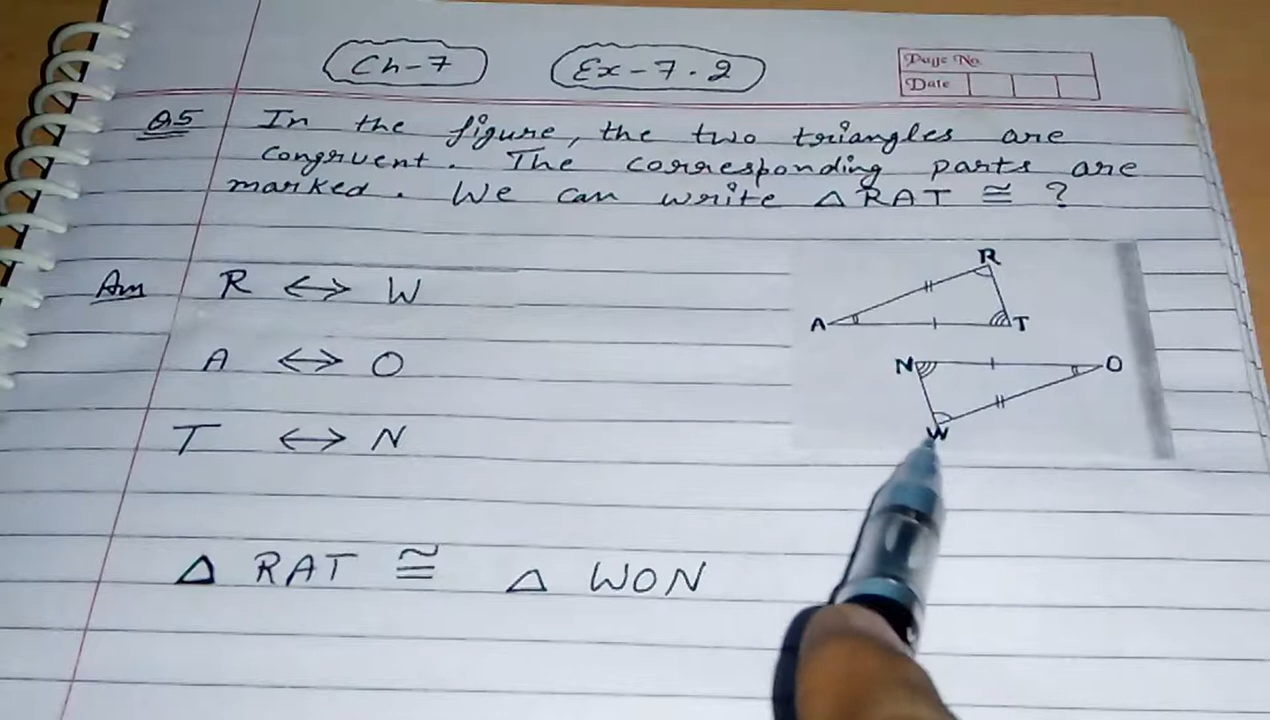 Ch-7 Ex-7.2
Page No.
Date
Q5 In the figure, the two triangles are
congruent. The corresponding parts are
marked. We can write △RAT ≅ ?
Ans R ↔ W
A ↔ O
T ↔ N
△ RAT ≅ △ WON
R
A
T
N
O
W